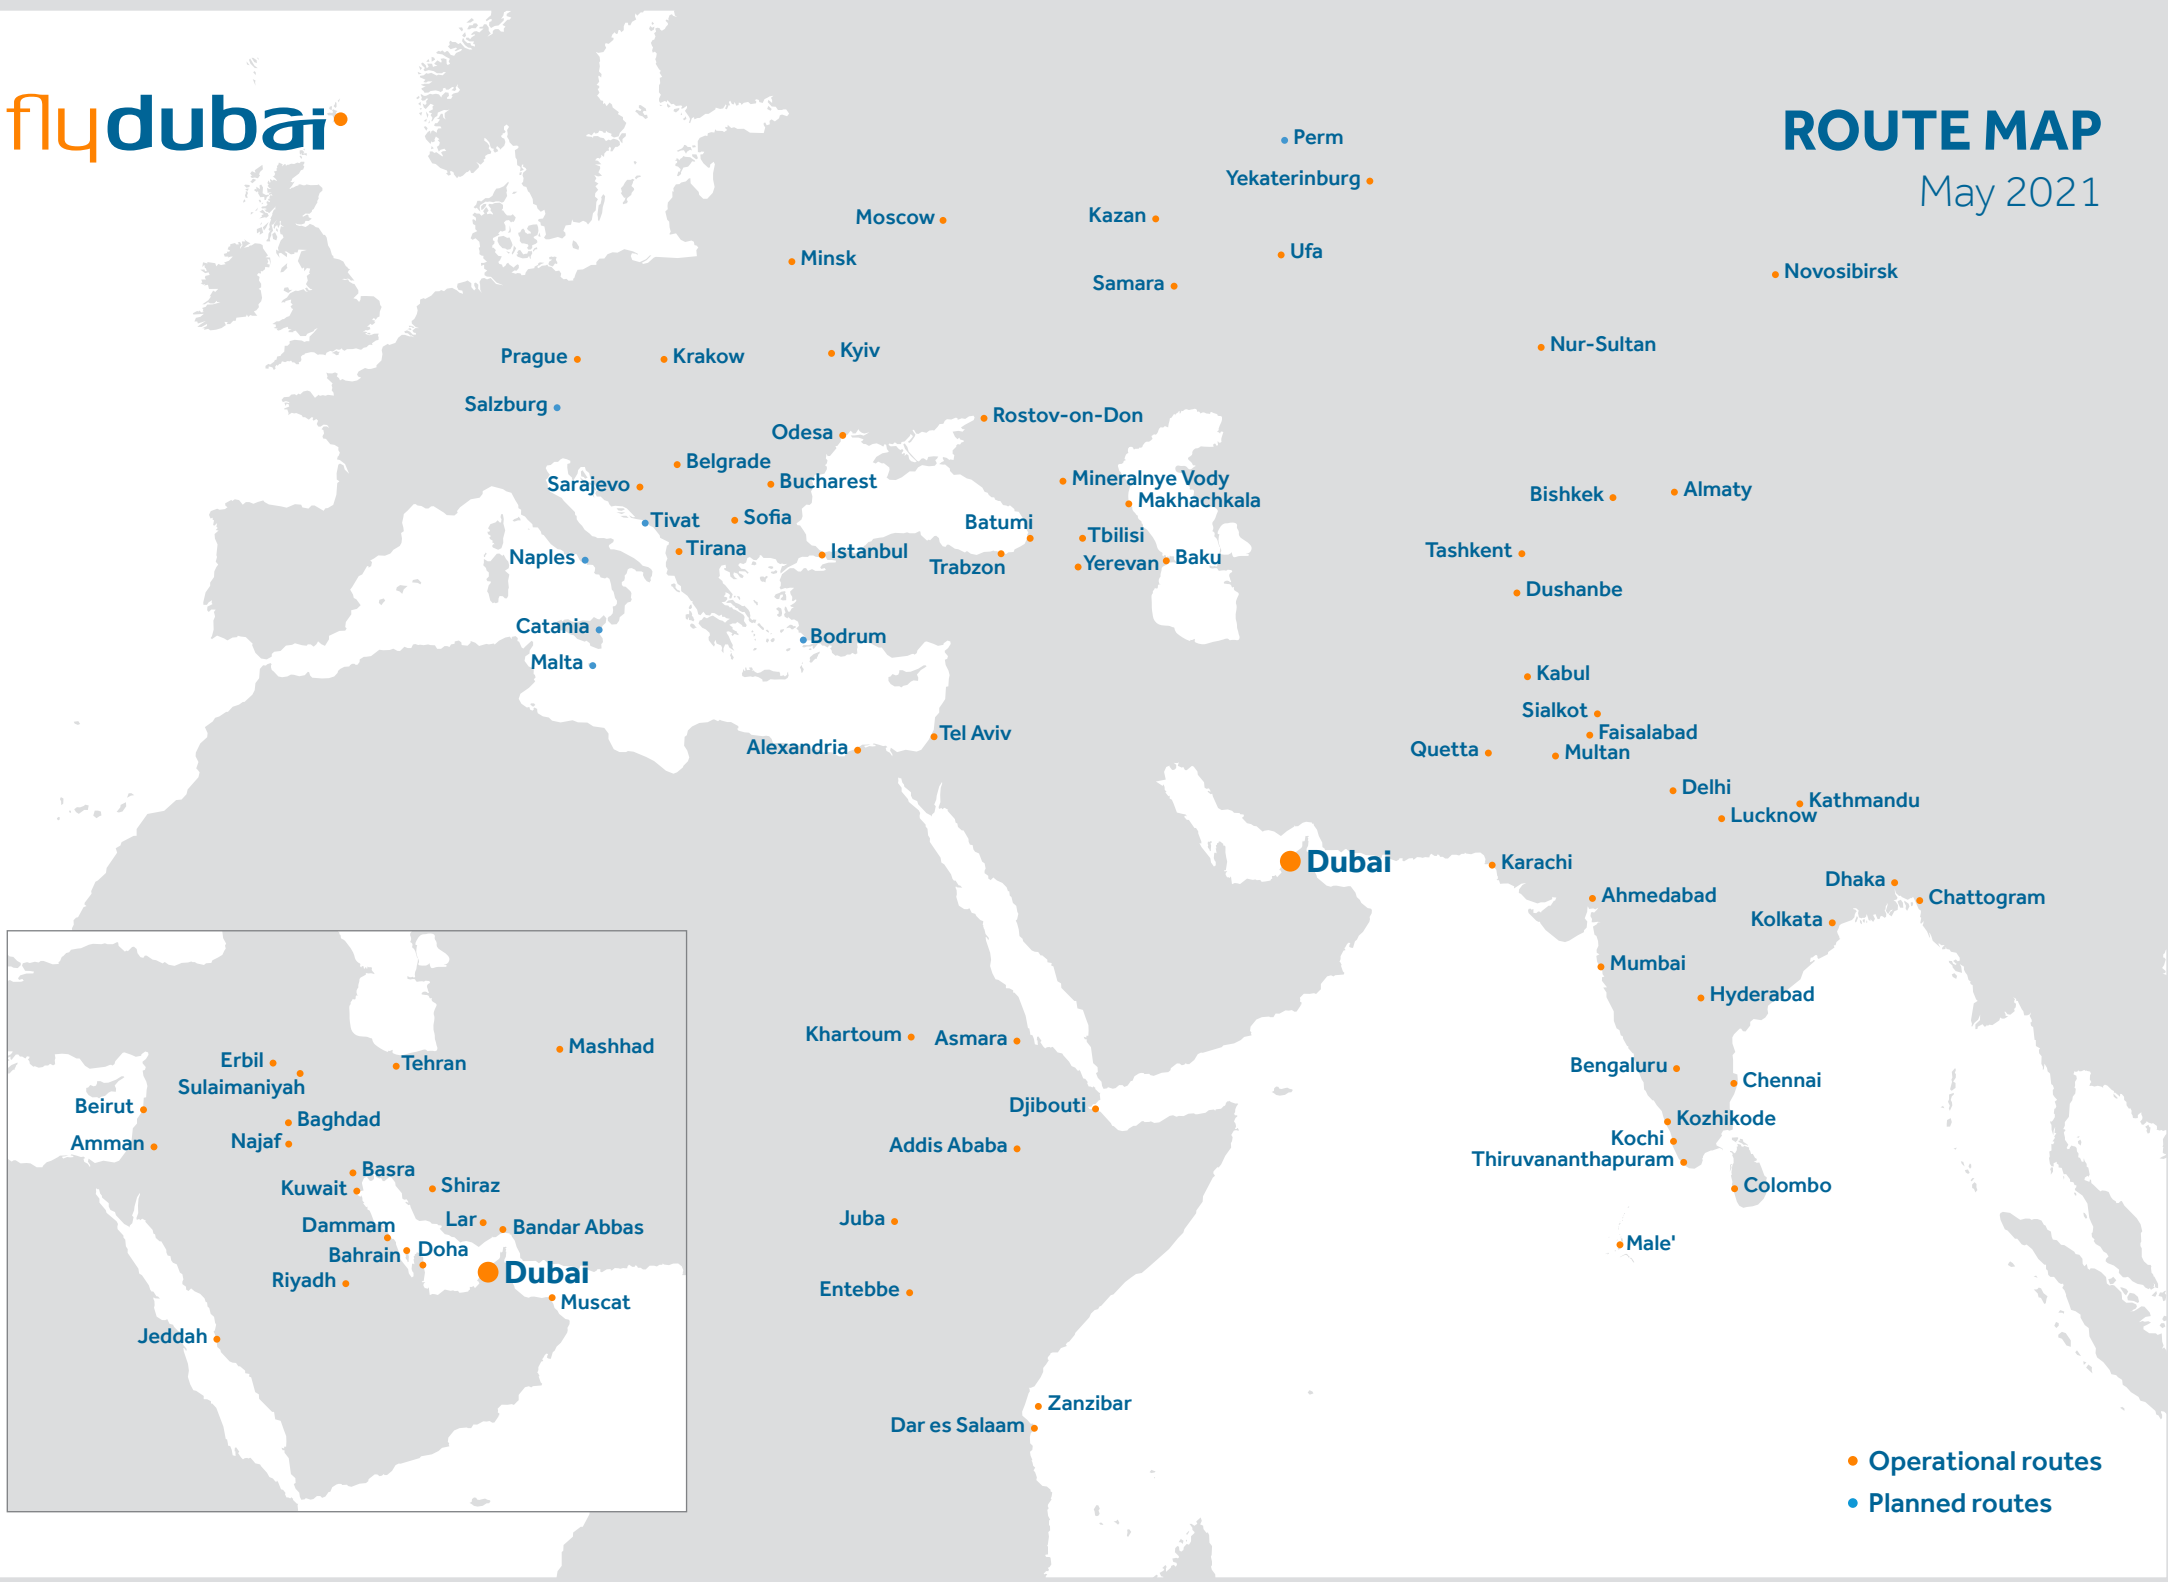 flydubai
ROUTE MAP
May 2021
Perm
Yekaterinburg
Moscow
Kazan
Minsk
Ufa
Samara
Novosibirsk
Prague
Krakow
Kyiv
Nur-Sultan
Salzburg
Rostov-on-Don
Odesa
Belgrade
Sarajevo
Bucharest
Mineralnye Vody
Makhachkala
Bishkek
Almaty
Tivat
Sofia
Batumi
Tbilisi
Naples
Tirana
Istanbul
Trabzon
Yerevan
Baku
Tashkent
Dushanbe
Catania
Bodrum
Malta
Kabul
Sialkot
Faisalabad
Quetta
Multan
Alexandria
Tel Aviv
Delhi
Kathmandu
Lucknow
Dubai
Karachi
Dhaka
Ahmedabad
Chattogram
Kolkata
Mumbai
Hyderabad
Khartoum
Asmara
Bengaluru
Chennai
Djibouti
Kozhikode
Addis Ababa
Kochi
Thiruvananthapuram
Colombo
Juba
Male'
Entebbe
Zanzibar
Dar es Salaam
Mashhad
Erbil
Tehran
Sulaimaniyah
Beirut
Baghdad
Amman
Najaf
Basra
Kuwait
Shiraz
Dammam
Lar
Bandar Abbas
Bahrain
Doha
Riyadh
Dubai
Muscat
Jeddah
Operational routes
Planned routes